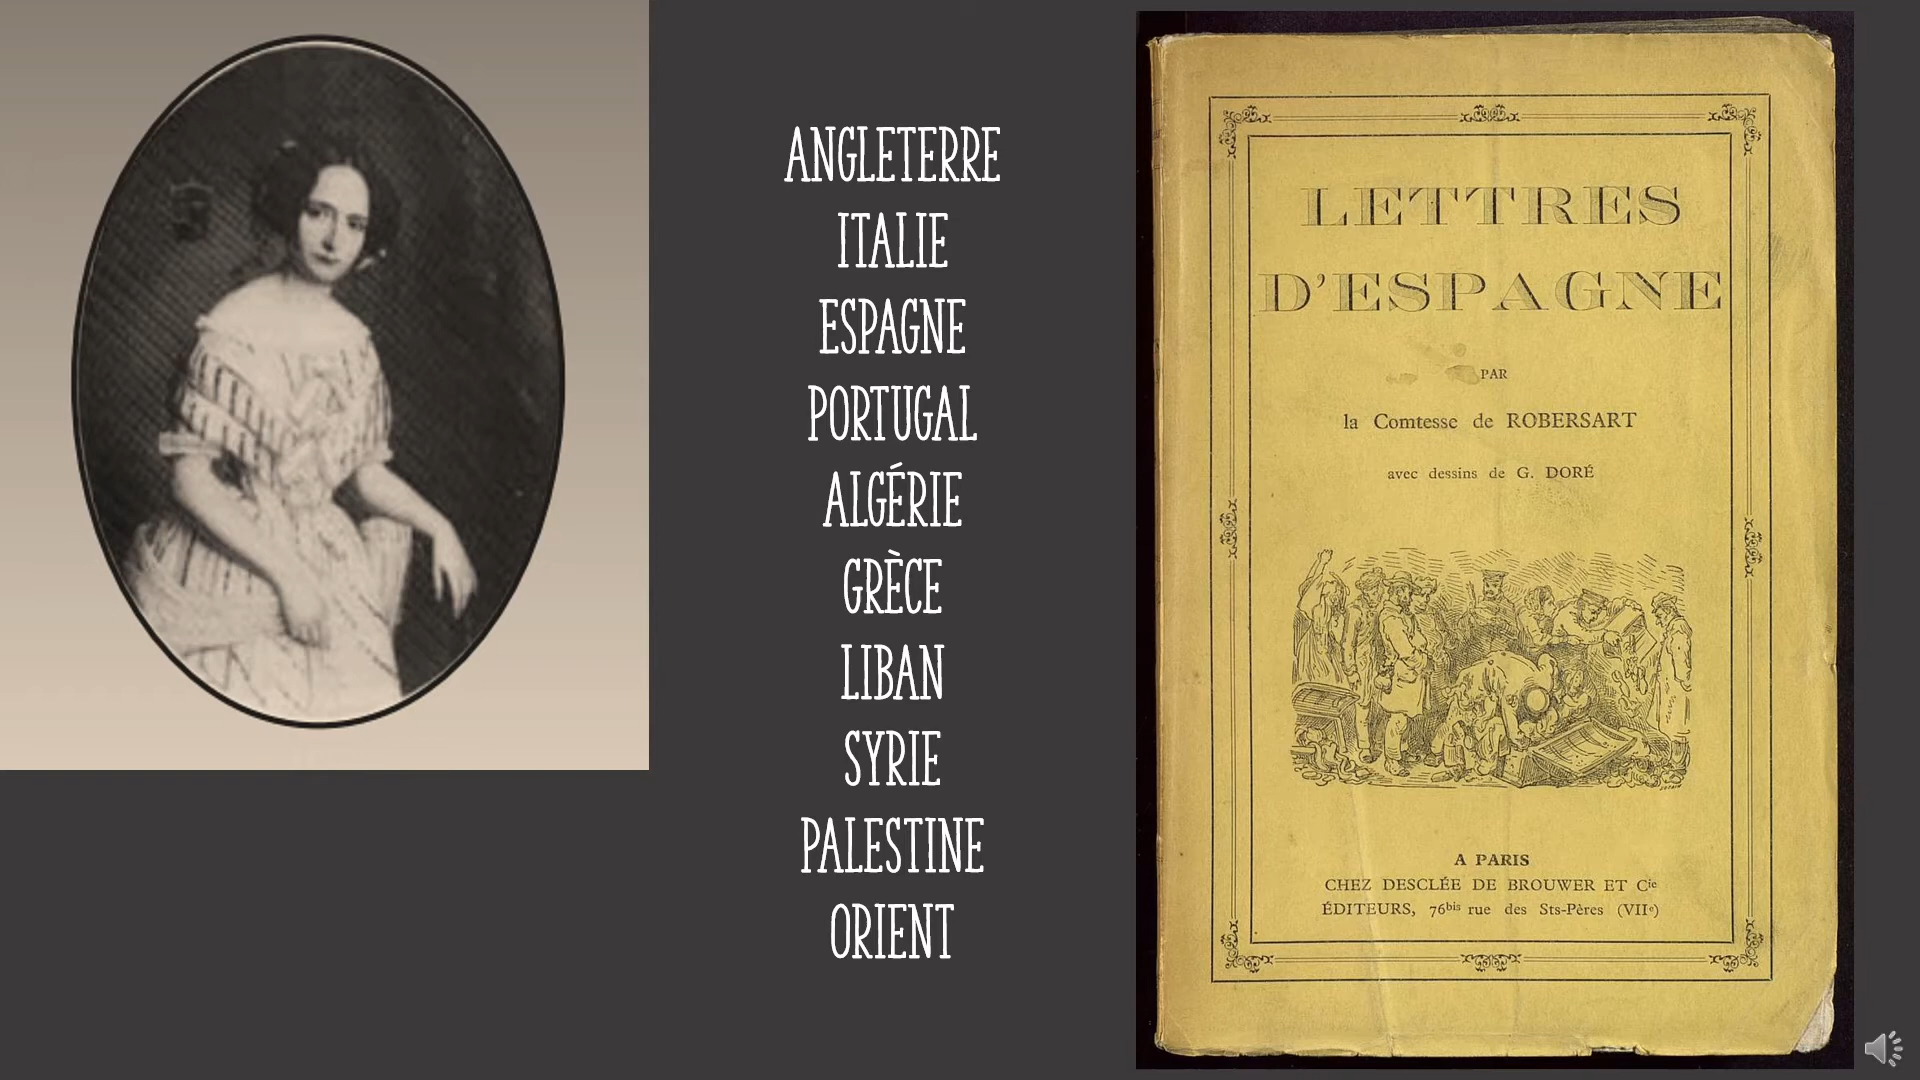 ANGLETERRE
ITALIE
ESPAGNE
PORTUGAL
ALGÉRIE
GRÈCE
LIBAN
SYRIE
PALESTINE
ORIENT
LETTRES
D'ESPAGNE
PAR
la Comtesse de ROBERSART
avec dessins de G. DORÉ
A PARIS
CHEZ DESCLÉE DE BROUWER ET Cie
ÉDITEURS, 76bis rue des Sts-Pères (VIIe)